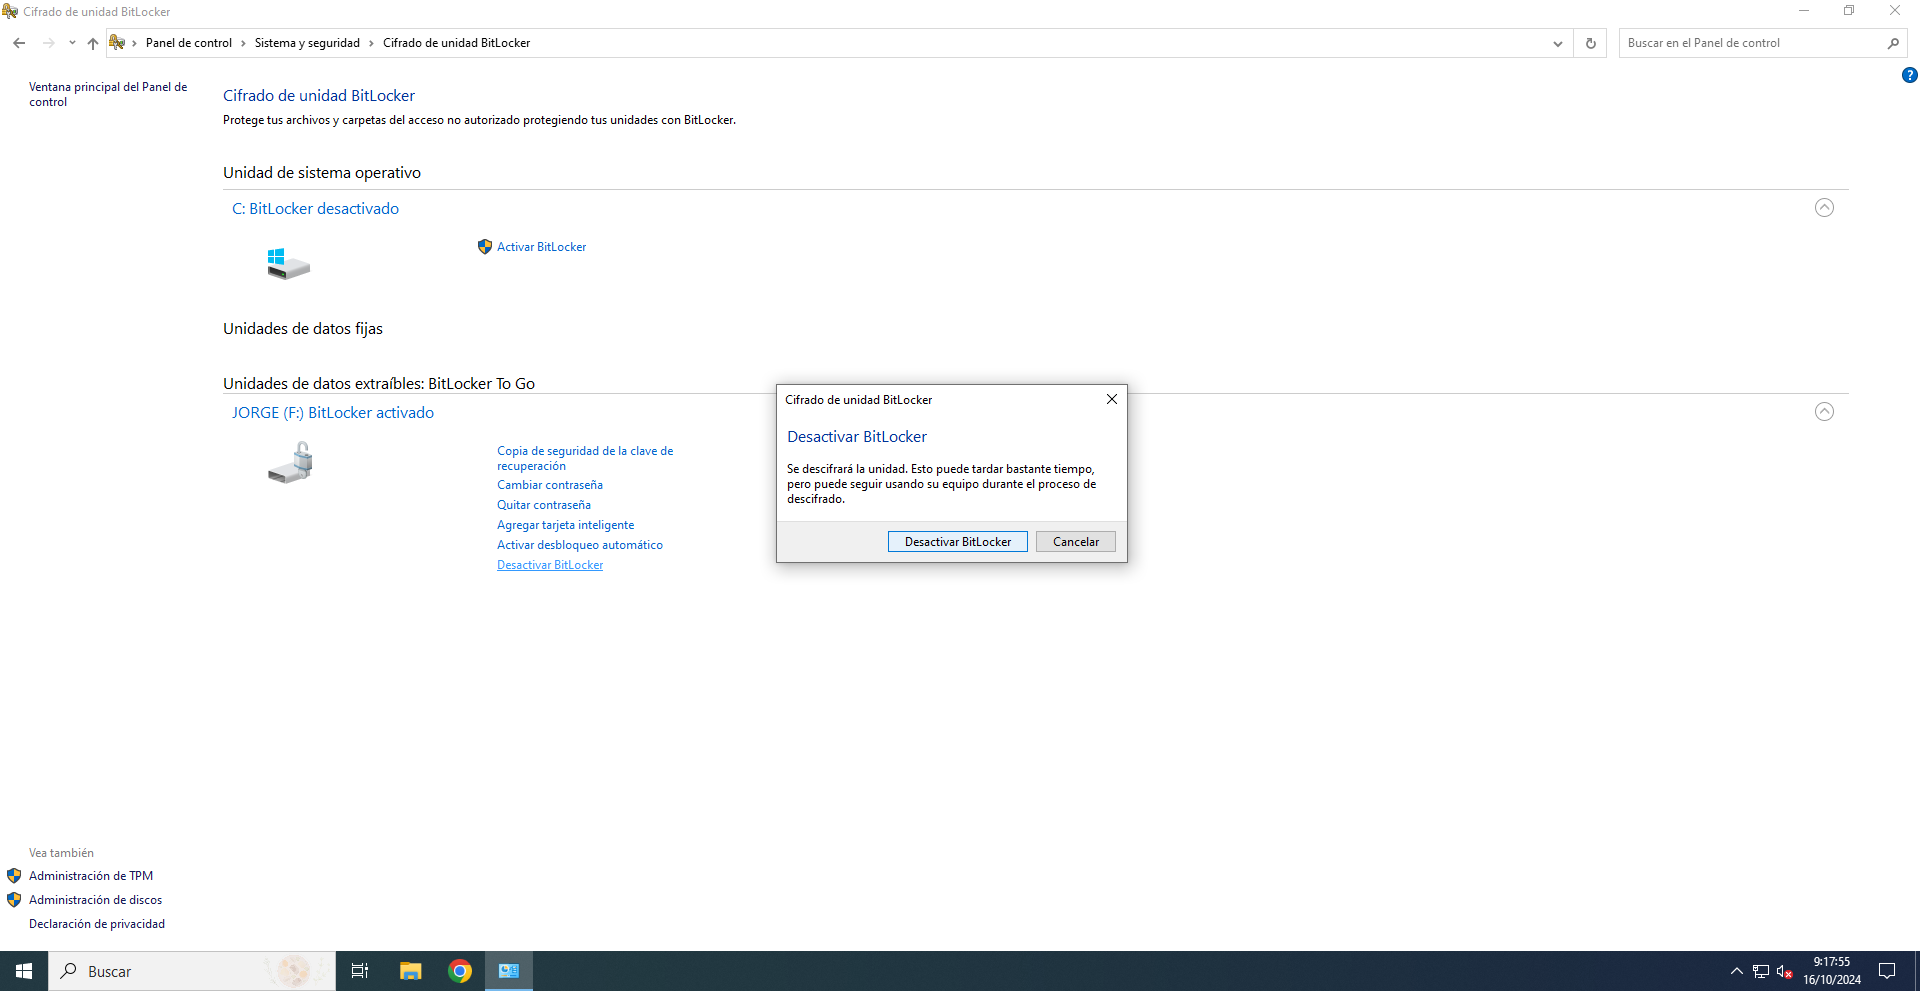 Cifrado de unidad BitLocker
Panel de control
Sistema y seguridad
Cifrado de unidad BitLocker
Buscar en el Panel de control
Ventana principal del Panel de
control
Cifrado de unidad BitLocker
Protege tus archivos y carpetas del acceso no autorizado protegiendo tus unidades con BitLocker.
Unidad de sistema operativo
C: BitLocker desactivado
Activar BitLocker
Unidades de datos fijas
Unidades de datos extraíbles: BitLocker To Go
JORGE (F:) BitLocker activado
Copia de seguridad de la clave de
recuperación
Cambiar contraseña
Quitar contraseña
Agregar tarjeta inteligente
Activar desbloqueo automático
Desactivar BitLocker
Cifrado de unidad BitLocker
Desactivar BitLocker
Se descifrará la unidad. Esto puede tardar bastante tiempo,
pero puede seguir usando su equipo durante el proceso de
descifrado.
Desactivar BitLocker
Cancelar
Vea también
Administración de TPM
Administración de discos
Declaración de privacidad
Buscar
9:17:55
16/10/2024